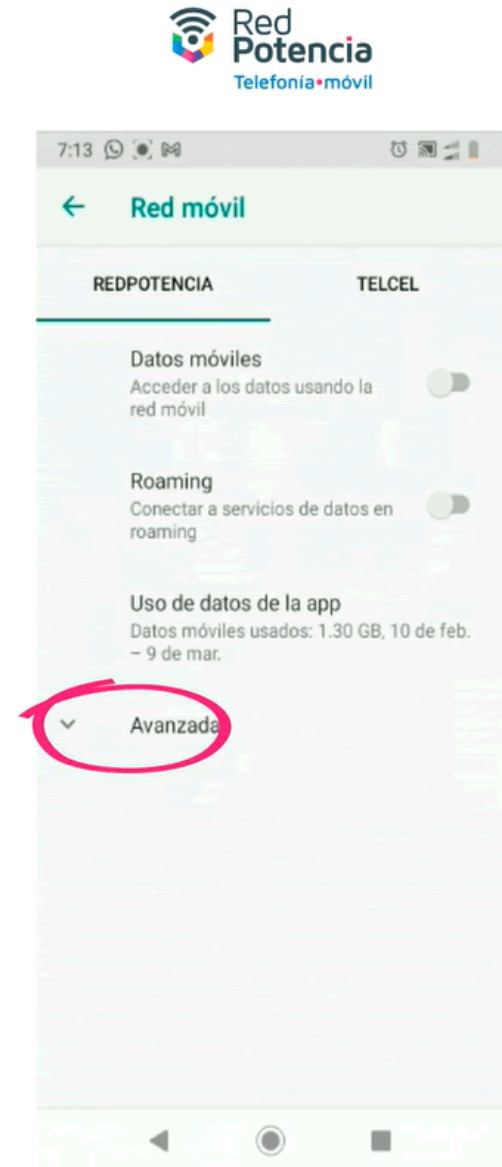 Red
Potencia
Telefonía•móvil
7:13
Red móvil
REDPOTENCIA
TELCEL
Datos móviles
Acceder a los datos usando la
red móvil
Roaming
Conectar a servicios de datos en
roaming
Uso de datos de la app
Datos móviles usados: 1.30 GB, 10 de feb.
– 9 de mar.
Avanzada